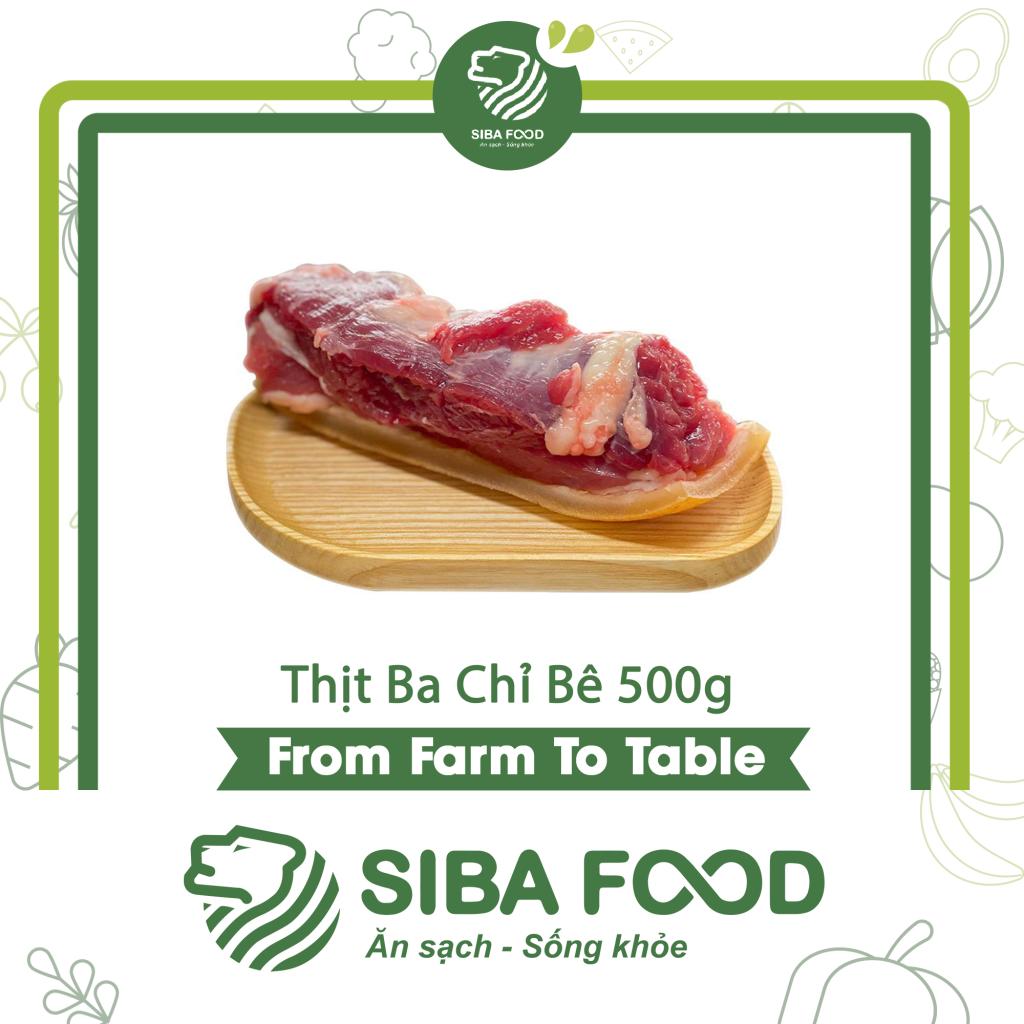 SIBA FOOD
Ăn sạch - Sống khỏe
Thịt Ba Chỉ Bê 500g
From Farm To Table
SIBA FOOD
Ăn sạch - Sống khỏe